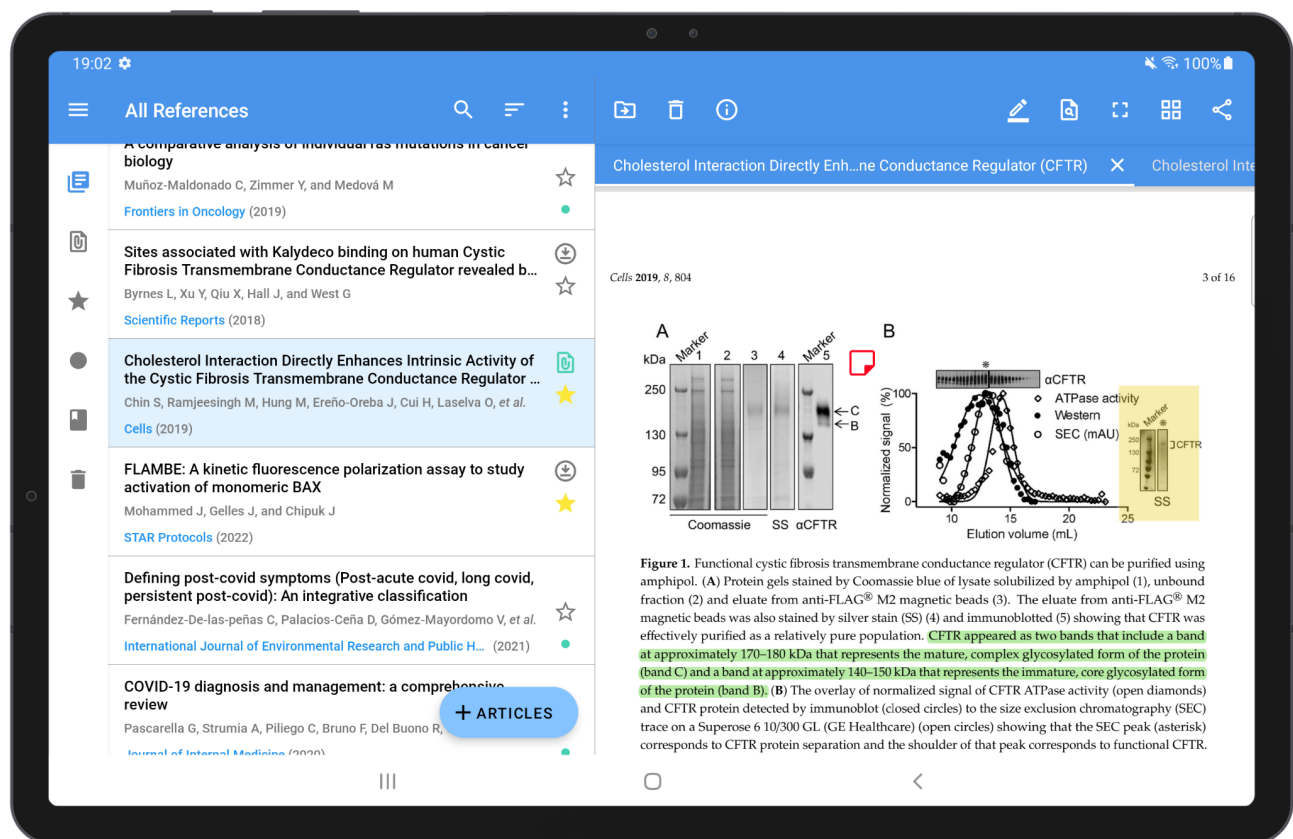 19:02
100%
All References
A comparative analysis of individual ras mutations in cancer
biology
Muñoz-Maldonado C, Zimmer Y, and Medová M
Frontiers in Oncology (2019)
Sites associated with Kalydeco binding on human Cystic
Fibrosis Transmembrane Conductance Regulator revealed b...
Byrnes L, Xu Y, Qiu X, Hall J, and West G
Scientific Reports (2018)
Cholesterol Interaction Directly Enhances Intrinsic Activity of
the Cystic Fibrosis Transmembrane Conductance Regulator ...
Chin S, Ramjeesingh M, Hung M, Ereño-Oreba J, Cui H, Laselva O, et al.
Cells (2019)
FLAMBE: A kinetic fluorescence polarization assay to study
activation of monomeric BAX
Mohammed J, Gelles J, and Chipuk J
STAR Protocols (2022)
Defining post-covid symptoms (Post-acute covid, long covid,
persistent post-covid): An integrative classification
Fernández-De-las-peñas C, Palacios-Ceña D, Gómez-Mayordomo V, et al.
International Journal of Environmental Research and Public H... (2021)
COVID-19 diagnosis and management: a comprehensive
review
Pascarella G, Strumia A, Piliego C, Bruno F, Del Buono R,
Journal of Internal Medicine (2020)
+ ARTICLES
Cholesterol Interaction Directly Enh...ne Conductance Regulator (CFTR)
Cholesterol Inte
Cells 2019, 8, 804
3 of 16
A
kDa
Marker
1
2
3
4
Marker
5
250
130
95
72
C
B
Coomassie
SS
αCFTR
B
*
αCFTR
ATPase activity
Western
SEC (mAU)
Normalized signal (%)
100
50
0
10
15
20
25
Elution volume (mL)
kDa
Marker
*
250
130
72
]CFTR
SS
Figure 1. Functional cystic fibrosis transmembrane conductance regulator (CFTR) can be purified using
amphipol. (A) Protein gels stained by Coomassie blue of lysate solubilized by amphipol (1), unbound
fraction (2) and eluate from anti-FLAG® M2 magnetic beads (3). The eluate from anti-FLAG® M2
magnetic beads was also stained by silver stain (SS) (4) and immunoblotted (5) showing that CFTR was
effectively purified as a relatively pure population. CFTR appeared as two bands that include a band
at approximately 170–180 kDa that represents the mature, complex glycosylated form of the protein
(band C) and a band at approximately 140–150 kDa that represents the immature, core glycosylated form
of the protein (band B). (B) The overlay of normalized signal of CFTR ATPase activity (open diamonds)
and CFTR protein detected by immunoblot (closed circles) to the size exclusion chromatography (SEC)
trace on a Superose 6 10/300 GL (GE Healthcare) (open circles) showing that the SEC peak (asterisk)
corresponds to CFTR protein separation and the shoulder of that peak corresponds to functional CFTR.